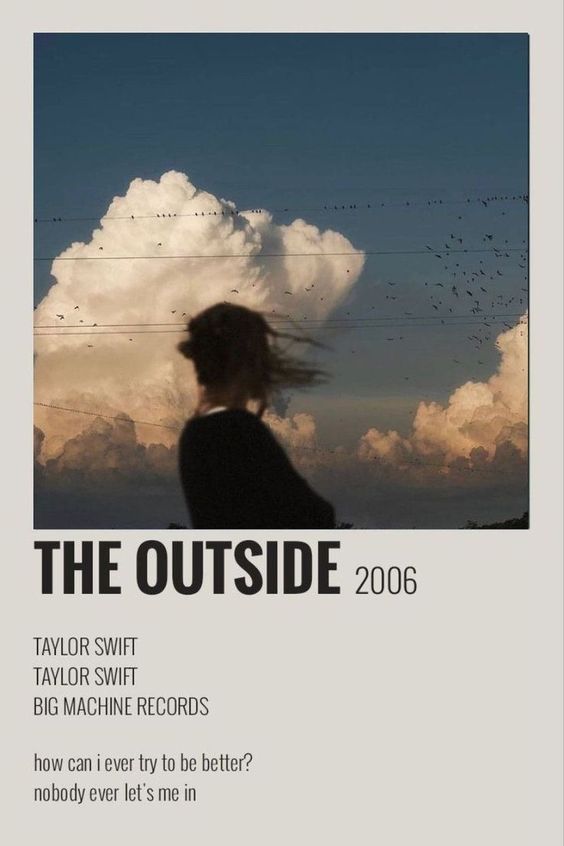 THE OUTSIDE 2006
TAYLOR SWIFT
TAYLOR SWIFT
BIG MACHINE RECORDS
how can i ever try to be better?
nobody ever let's me in